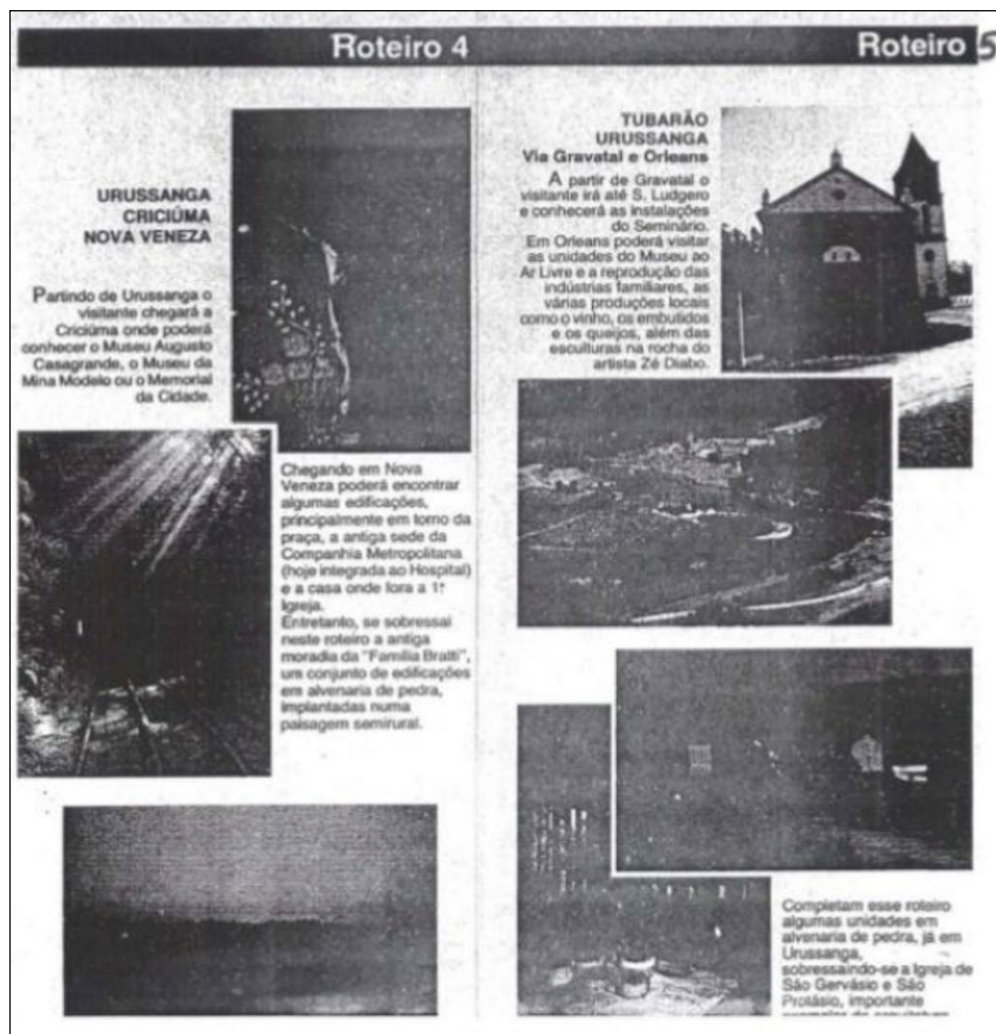 Roteiro 4
URUSSANGA
CRICIÚMA
NOVA VENEZA
Partindo de Urussanga o
visitante chegará a
Criciúma onde poderá
conhecer o Museu Augusto
Casagrande, o Museu da
Mina Modelo ou o Memorial
da Cidade.
Chegando em Nova
Veneza poderá encontrar
algumas edificações,
principalmente em torno da
praça, a antiga sede da
Companhia Metropolitana
(hoje integrada ao Hospital)
e a casa onde fora a 1ª
Igreja.
Entretanto, se sobressai
neste roteiro a antiga
moradia da "Família Bratti",
um conjunto de edificações
em alvenaria de pedra,
implantadas numa
paisagem semirural.
Roteiro 5
TUBARÃO
URUSSANGA
Via Gravatal e Orleans
A partir de Gravatal o
visitante irá até S. Ludgero
e conhecerá as instalações
do Seminário.
Em Orleans poderá visitar
as unidades do Museu ao
Ar Livre e a reprodução das
indústrias familiares, as
várias produções locais
como o vinho, os embutidos
e os queijos, além das
esculturas na rocha do
artista Zé Diabo.
Completam esse roteiro
algumas unidades em
alvenaria de pedra, já em
Urussanga,
sobressaindo-se a Igreja de
São Gervásio e São
Protásio, importante